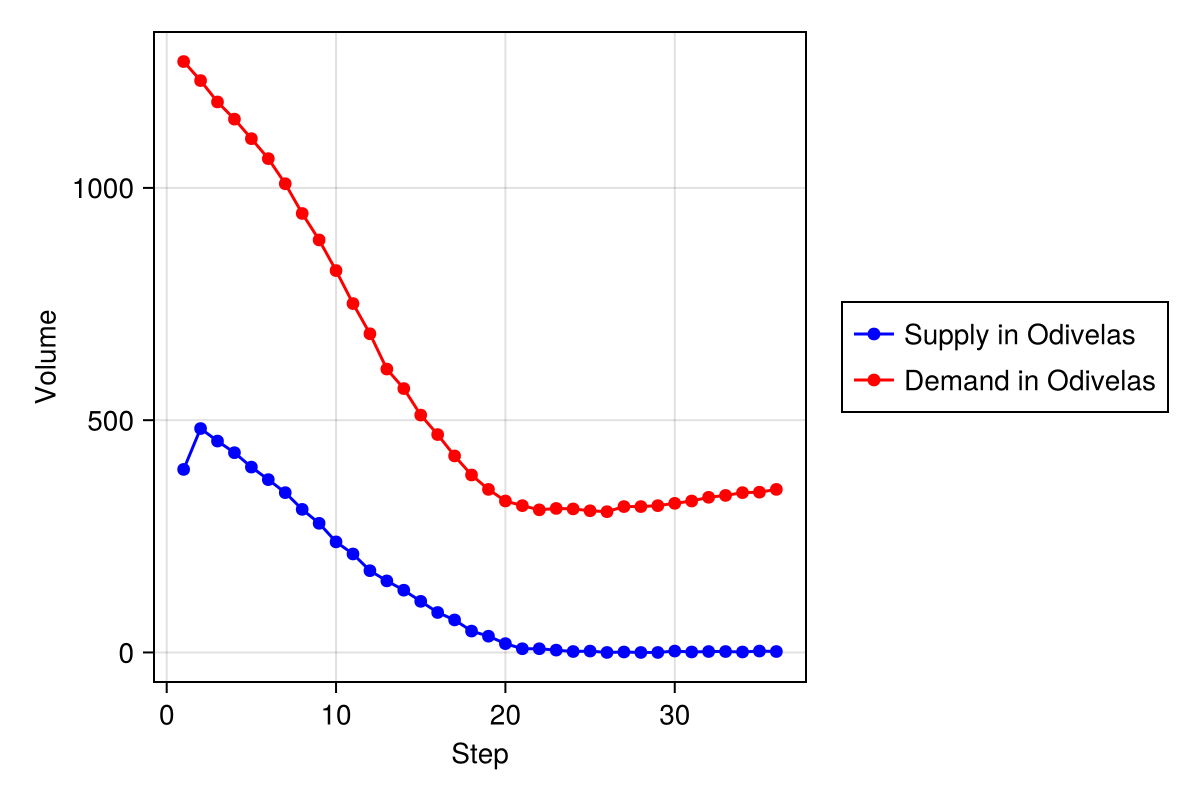 1000
500
0
Volume
0 10 20 30
Step
Supply in Odivelas
Demand in Odivelas